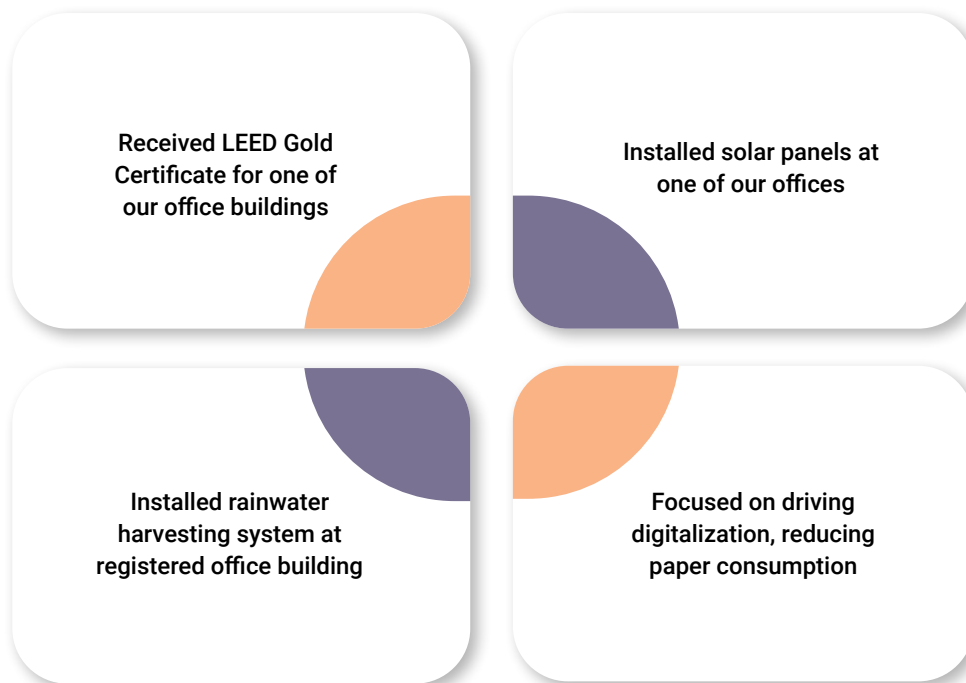 Received LEED Gold
Certificate for one of
our office buildings
Installed solar panels at
one of our offices
Installed rainwater
harvesting system at
registered office building
Focused on driving
digitalization, reducing
paper consumption